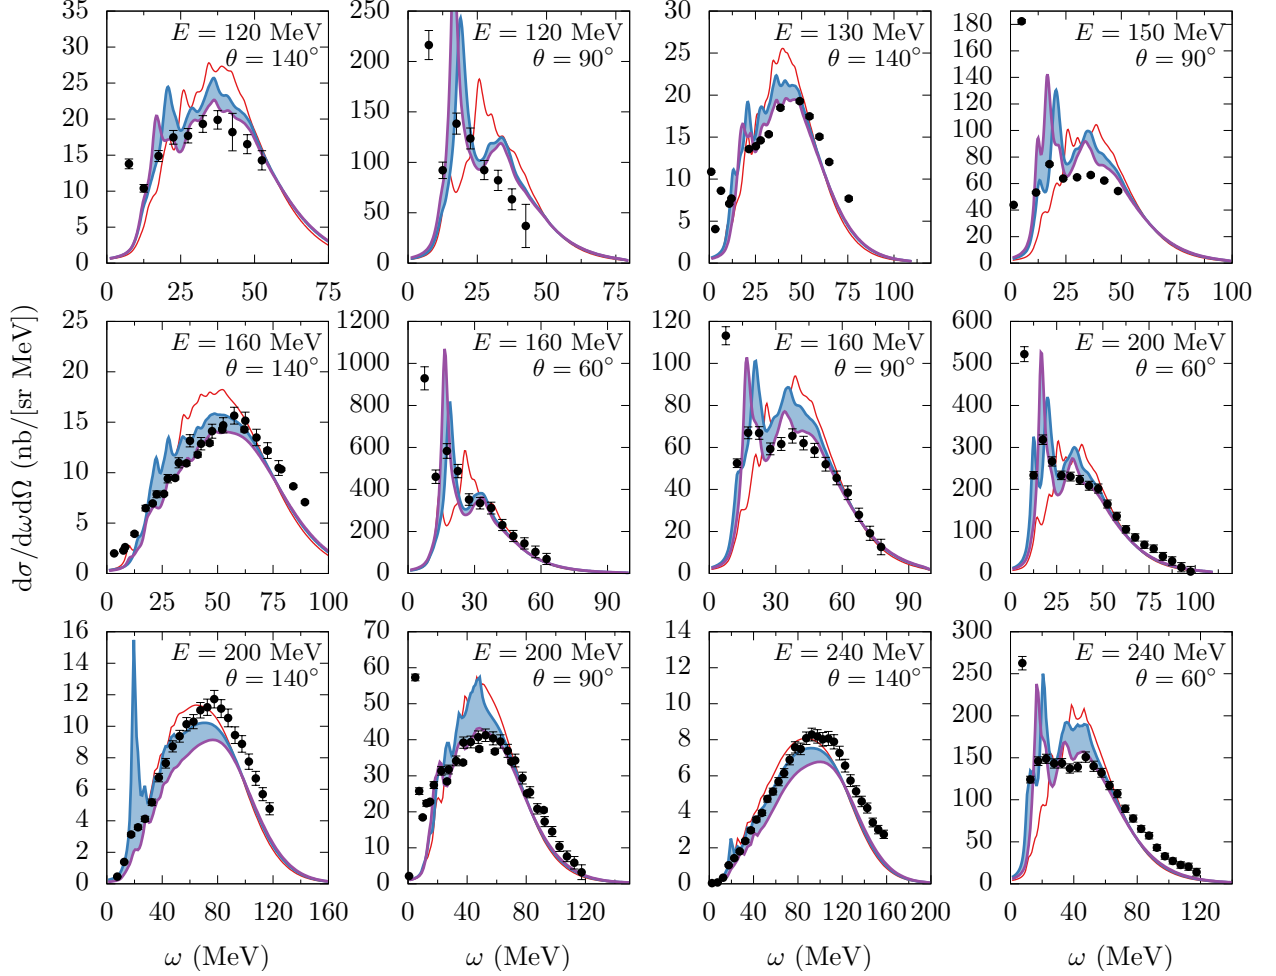 E = 120 MeV
θ = 140°
0 5 10 15 20 25 30 35
0 25 50 75
E = 120 MeV
θ = 90°
0 50 100 150 200 250
0 25 50 75
E = 130 MeV
θ = 140°
0 5 10 15 20 25 30
0 25 50 75 100
E = 150 MeV
θ = 90°
0 20 40 60 80 100 120 140 160 180
0 25 50 75 100
dσ/dωdΩ (nb/[sr MeV])
E = 160 MeV
θ = 140°
0 5 10 15 20 25
0 25 50 75 100
E = 160 MeV
θ = 60°
0 200 400 600 800 1000 1200
0 30 60 90
E = 160 MeV
θ = 90°
0 20 40 60 80 100 120
0 30 60 90
E = 200 MeV
θ = 60°
0 100 200 300 400 500 600
0 25 50 75 100
E = 200 MeV
θ = 140°
0 2 4 6 8 10 12 14 16
0 40 80 120 160
ω (MeV)
E = 200 MeV
θ = 90°
0 10 20 30 40 50 60 70
0 40 80 120
ω (MeV)
E = 240 MeV
θ = 140°
0 2 4 6 8 10 12 14
0 40 80 120 160 200
ω (MeV)
E = 240 MeV
θ = 60°
0 50 100 150 200 250 300
0 40 80 120
ω (MeV)